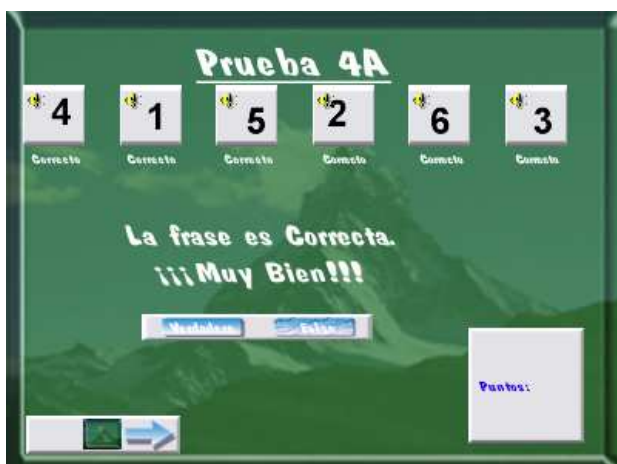 Prueba 4A
4 1 5 2 6 3
Correcto Correcto Correcto Correcto Correcto Correcto
La frase es Correcta.
¡¡¡Muy Bien!!!
Verdadero Falso
Puntos: